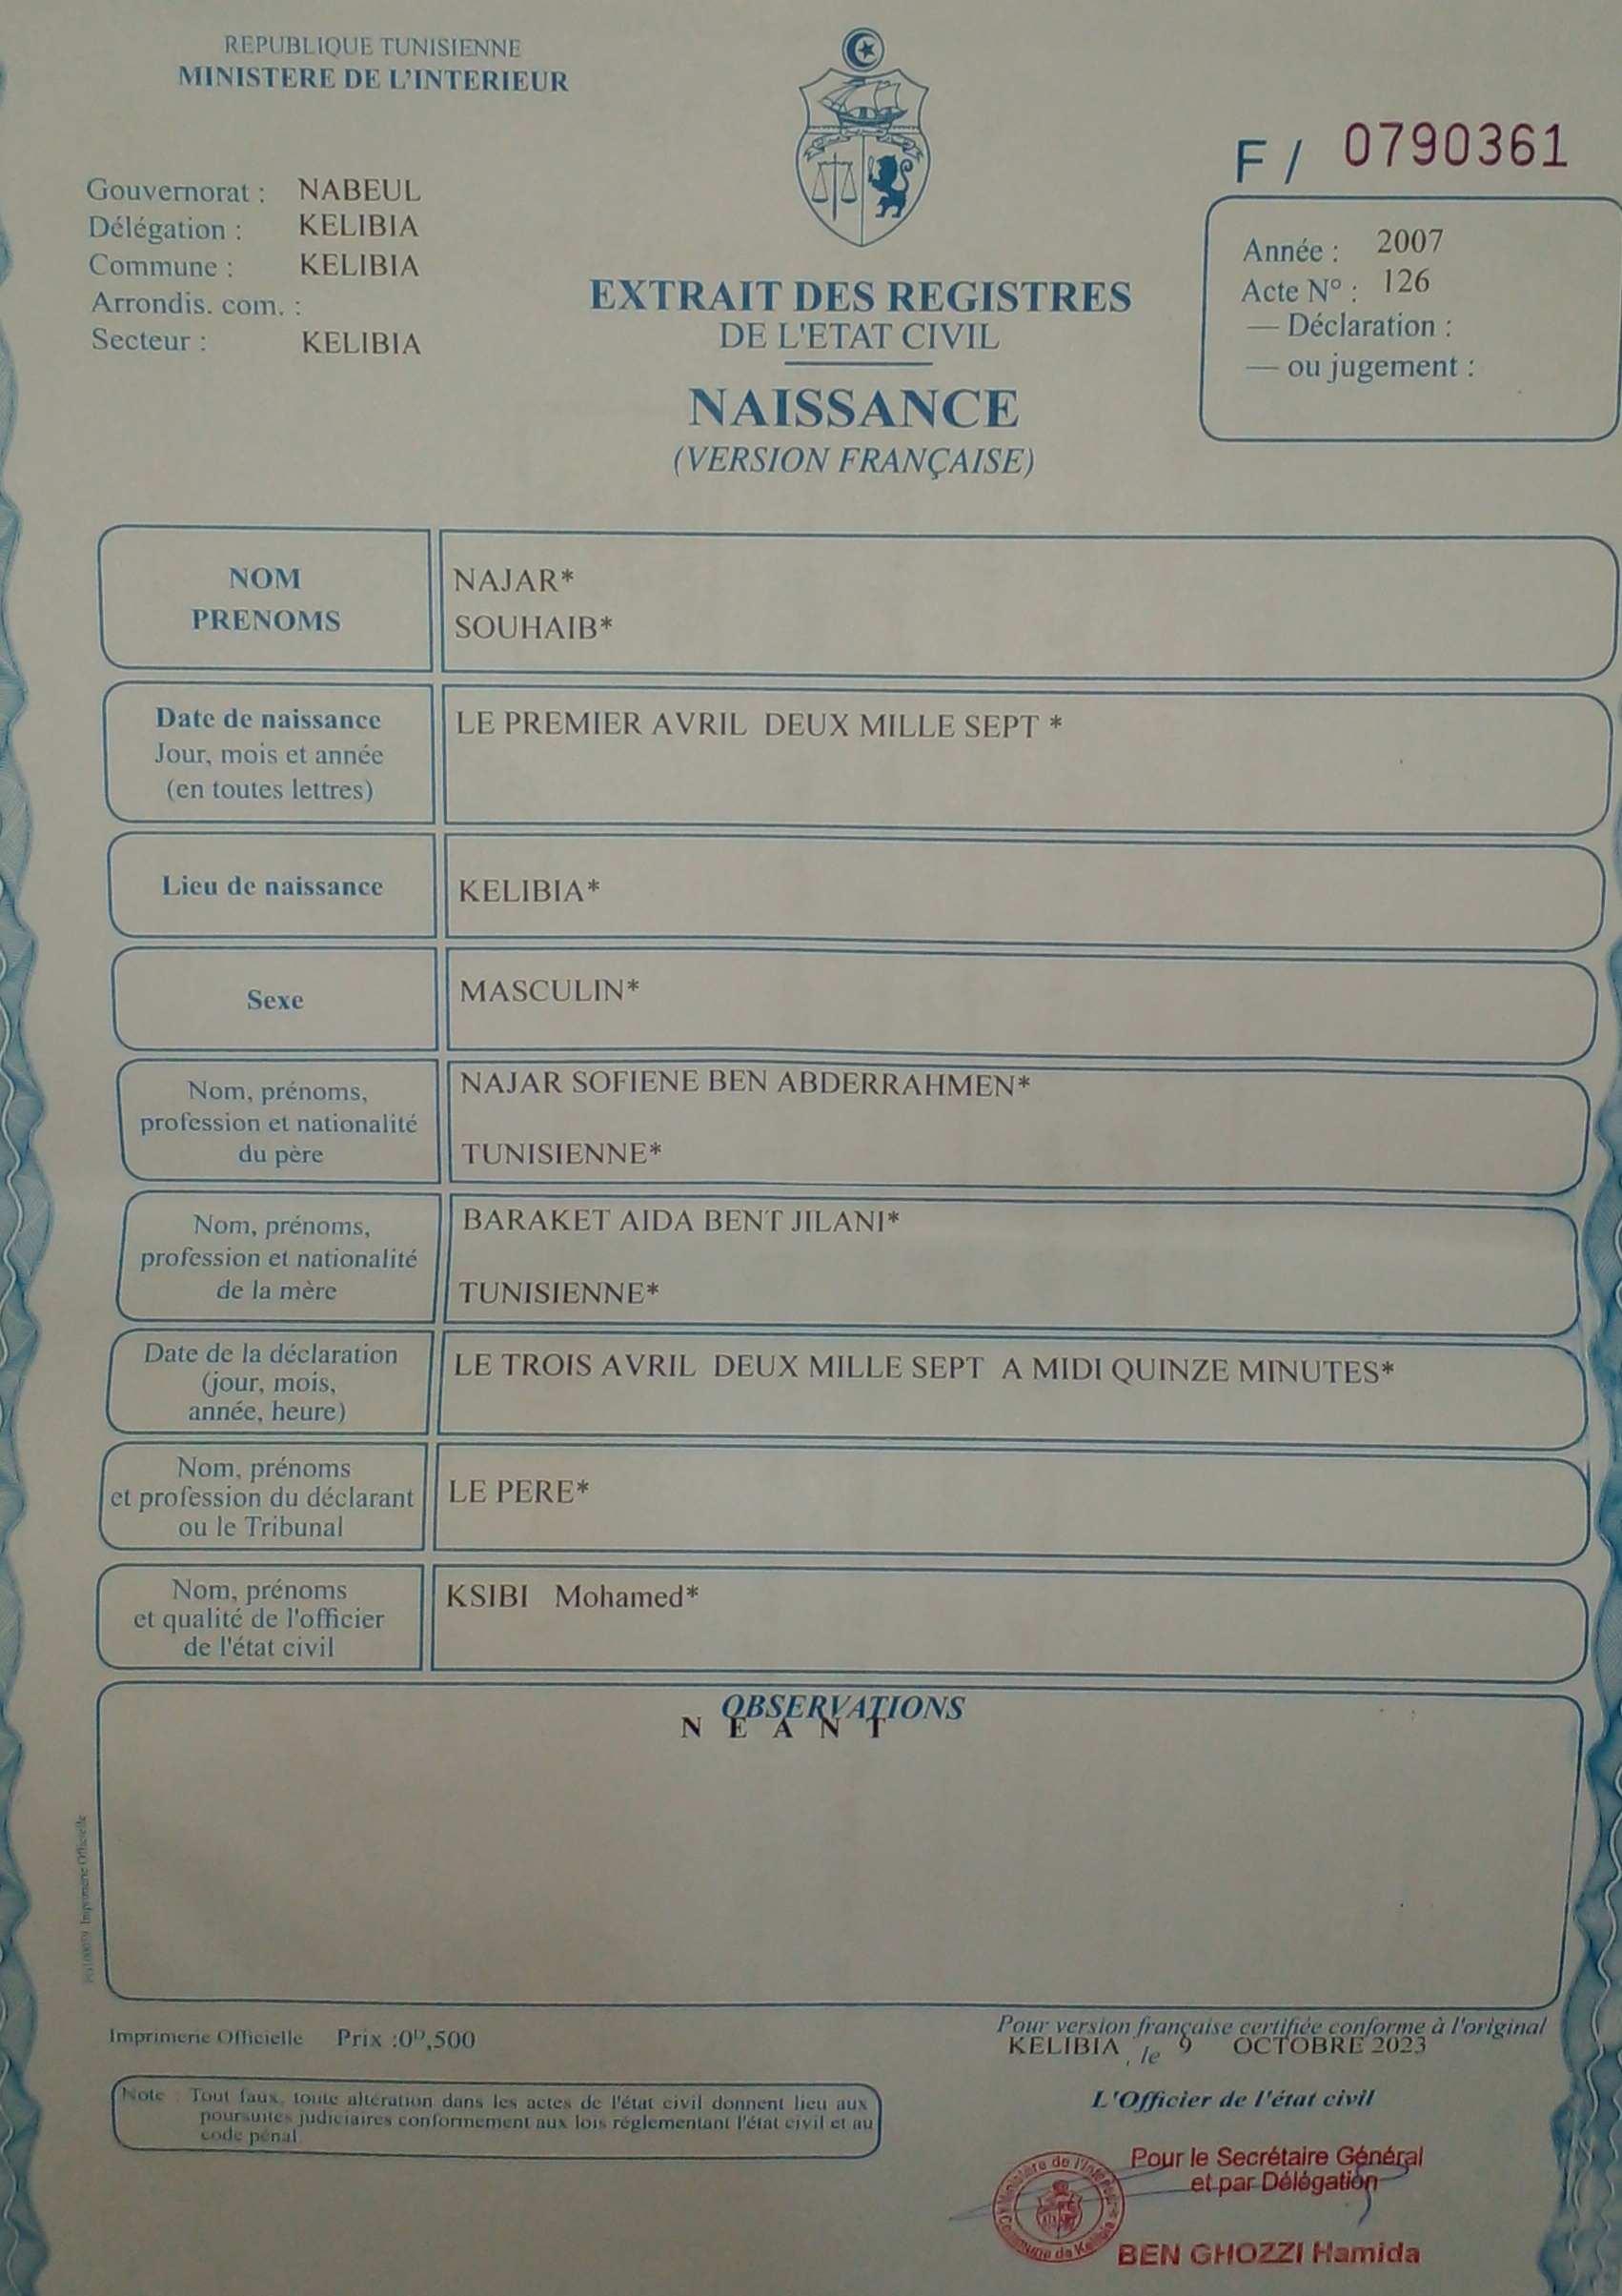 REPUBLIQUE TUNISIENNE
MINISTERE DE L'INTERIEUR
Gouvernorat : NABEUL
Délégation : KELIBIA
Commune : KELIBIA
Arrondis. com. :
Secteur : KELIBIA
EXTRAIT DES REGISTRES
DE L'ETAT CIVIL
NAISSANCE
(VERSION FRANÇAISE)
F / 0790361
Année : 2007
Acte N° : 126
— Déclaration :
— ou jugement :
NOM
PRENOMS
NAJAR*
SOUHAIB*
Date de naissance
Jour, mois et année
(en toutes lettres)
LE PREMIER AVRIL DEUX MILLE SEPT *
Lieu de naissance
KELIBIA*
Sexe
MASCULIN*
Nom, prénoms,
profession et nationalité
du père
NAJAR SOFIENE BEN ABDERRAHMEN*
TUNISIENNE*
Nom, prénoms,
profession et nationalité
de la mère
BARAKET AIDA BENT JILANI*
TUNISIENNE*
Date de la déclaration
(jour, mois,
année, heure)
LE TROIS AVRIL DEUX MILLE SEPT A MIDI QUINZE MINUTES*
Nom, prénoms
et profession du déclarant
ou le Tribunal
LE PERE*
Nom, prénoms
et qualité de l'officier
de l'état civil
KSIBI Mohamed*
OBSERVATIONS
N E A N T
Imprimerie Officielle
Imprimerie Officielle Prix :0ᴰ,500
Pour version française certifiée conforme à l'original
KELIBIA , le 9 OCTOBRE 2023
L'Officier de l'état civil
Note : Tout faux, toute altération dans les actes de l'état civil donnent lieu aux
poursuites judiciaires conformement aux lois réglementant l'état civil et au
code pénal
Pour le Secrétaire Général
et par Délégation
Ministère de l'Intérieur
Commune de Kelibia
BEN GHOZZI Hamida